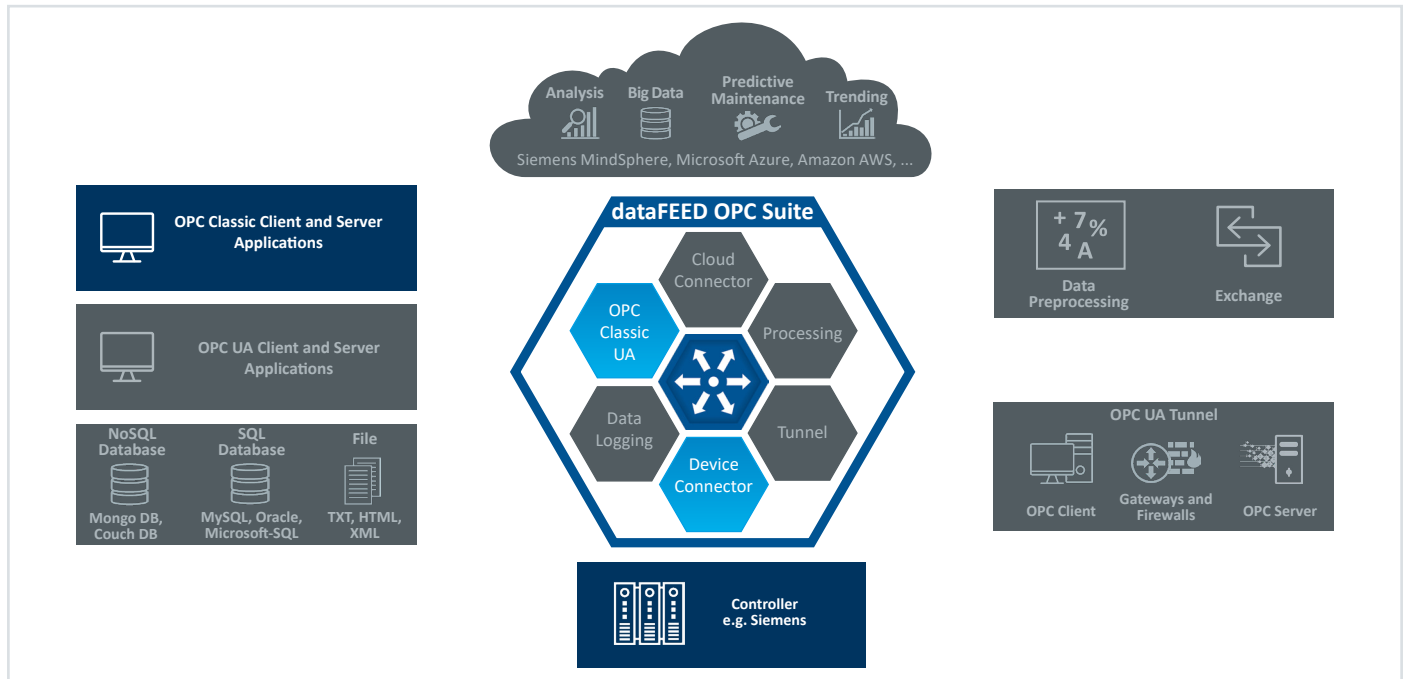 Analysis
Big Data
Predictive
Maintenance
Trending
Siemens MindSphere, Microsoft Azure, Amazon AWS, ...
OPC Classic Client and Server
Applications
OPC UA Client and Server
Applications
NoSQL
Database
SQL
Database
File
Mongo DB,
Couch DB
MySQL, Oracle,
Microsoft-SQL
TXT, HTML,
XML
dataFEED OPC Suite
Cloud
Connector
OPC
Classic
UA
Processing
Data
Logging
Tunnel
Device
Connector
Controller
e.g. Siemens
+ 7 %
4 A
Data
Preprocessing
Exchange
OPC UA Tunnel
OPC Client
Gateways and
Firewalls
OPC Server